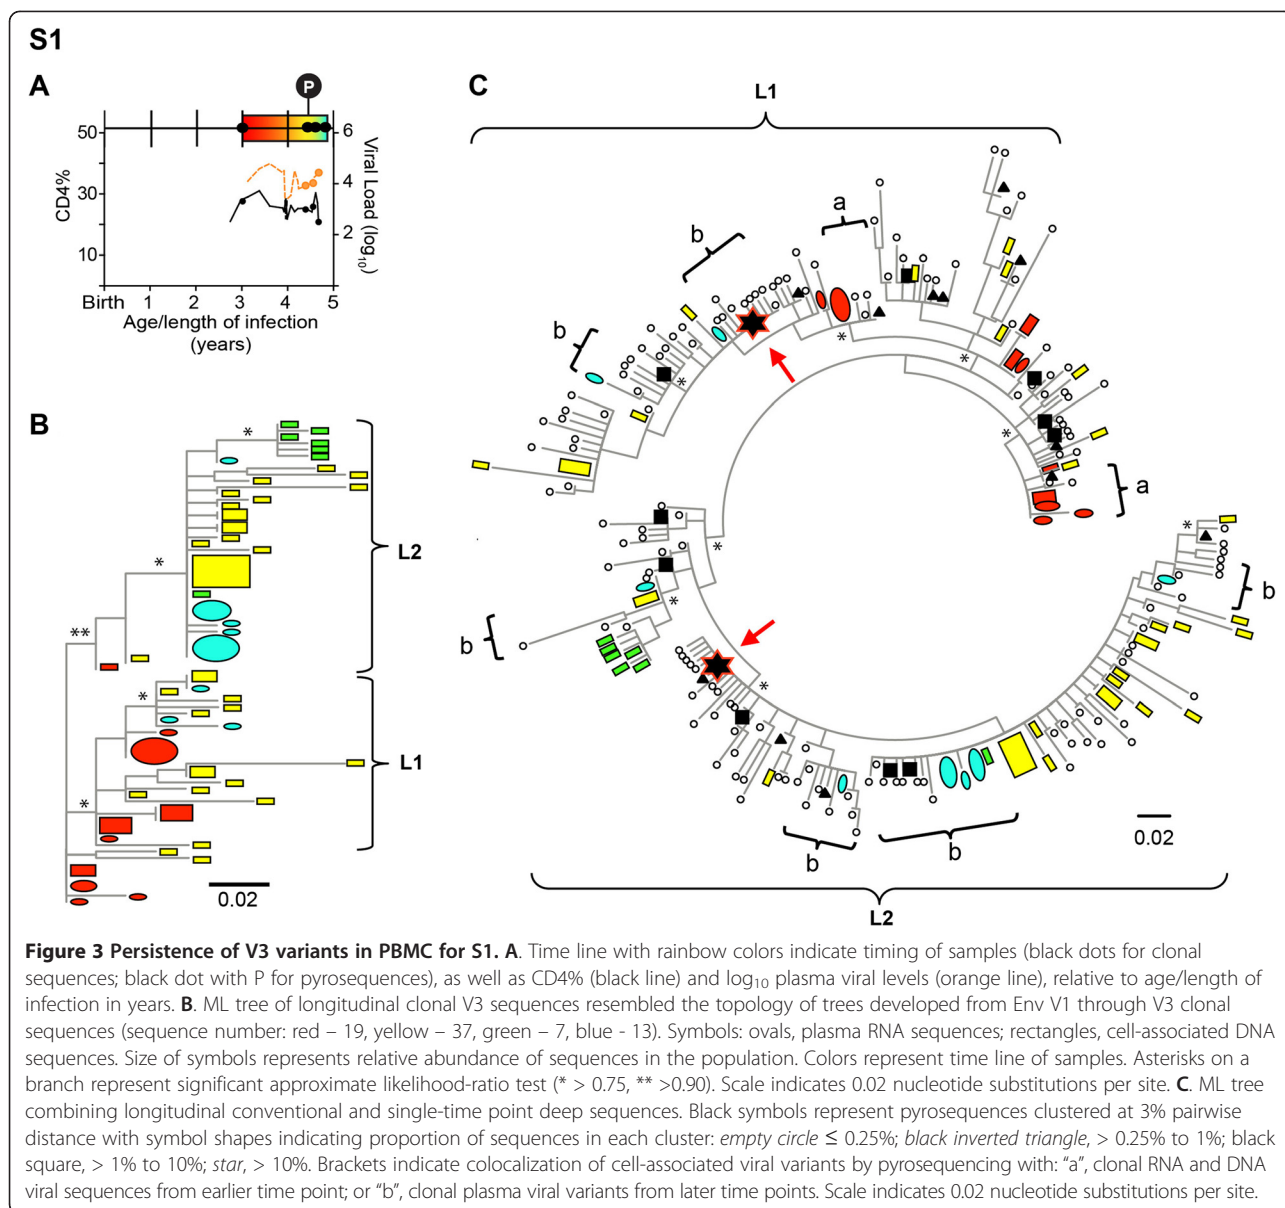 S1
A
P
50
30
10
CD4%
6
4
2
Viral Load (log10)
Birth 1 2 3 4 5
Age/length of infection
(years)
B
*
*
**
L2
*
*
L1
0.02
C
L1
a
b
b
*
*
*
*
*
a
*
*
b
*
*
b
b
b
0.02
L2
Figure 3 Persistence of V3 variants in PBMC for S1. A. Time line with rainbow colors indicate timing of samples (black dots for clonal
sequences; black dot with P for pyrosequences), as well as CD4% (black line) and log10 plasma viral levels (orange line), relative to age/length of
infection in years. B. ML tree of longitudinal clonal V3 sequences resembled the topology of trees developed from Env V1 through V3 clonal
sequences (sequence number: red – 19, yellow – 37, green – 7, blue - 13). Symbols: ovals, plasma RNA sequences; rectangles, cell-associated DNA
sequences. Size of symbols represents relative abundance of sequences in the population. Colors represent time line of samples. Asterisks on a
branch represent significant approximate likelihood-ratio test (* > 0.75, ** >0.90). Scale indicates 0.02 nucleotide substitutions per site. C. ML tree
combining longitudinal conventional and single-time point deep sequences. Black symbols represent pyrosequences clustered at 3% pairwise
distance with symbol shapes indicating proportion of sequences in each cluster: empty circle ≤ 0.25%; black inverted triangle, > 0.25% to 1%; black
square, > 1% to 10%; star, > 10%. Brackets indicate colocalization of cell-associated viral variants by pyrosequencing with: “a”, clonal RNA and DNA
viral sequences from earlier time point; or “b”, clonal plasma viral variants from later time points. Scale indicates 0.02 nucleotide substitutions per site.